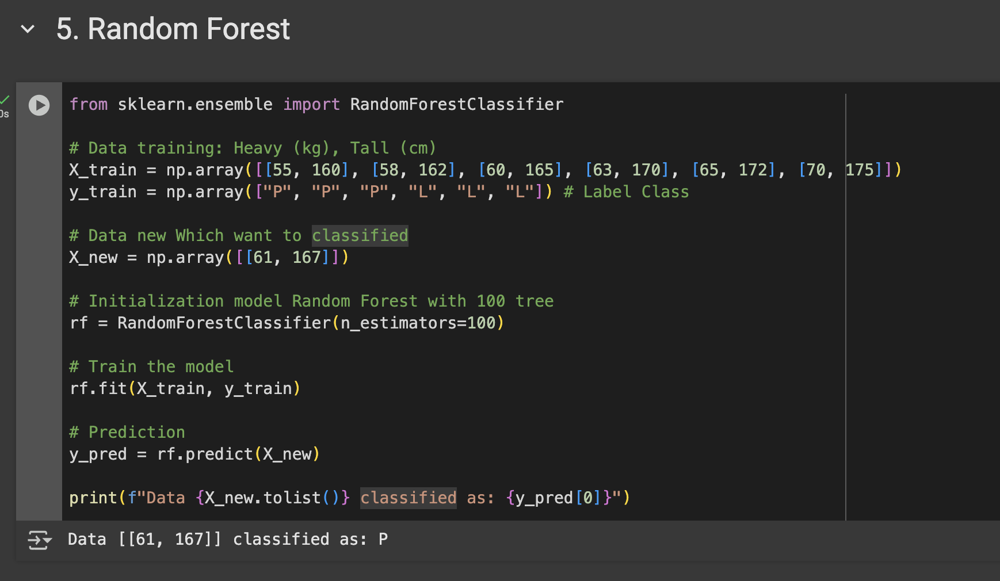 5. Random Forest
0s
from sklearn.ensemble import RandomForestClassifier
# Data training: Heavy (kg), Tall (cm)
X_train = np.array([[55, 160], [58, 162], [60, 165], [63, 170], [65, 172], [70, 175]])
y_train = np.array(["P", "P", "P", "L", "L", "L"]) # Label Class
# Data new Which want to classified
X_new = np.array([[61, 167]])
# Initialization model Random Forest with 100 tree
rf = RandomForestClassifier(n_estimators=100)
# Train the model
rf.fit(X_train, y_train)
# Prediction
y_pred = rf.predict(X_new)
print(f"Data {X_new.tolist()} classified as: {y_pred[0]}")
Data [[61, 167]] classified as: P